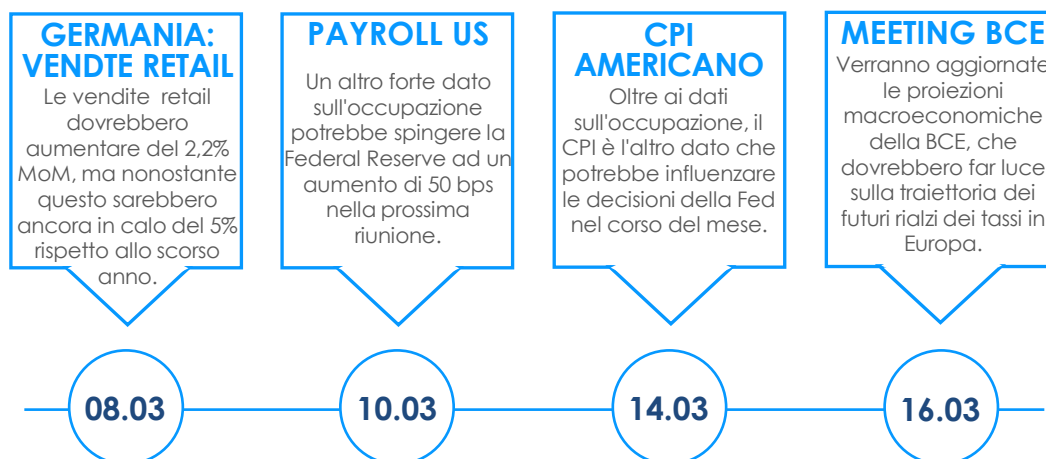 GERMANIA:
VENDTE RETAIL
Le vendite retail
dovrebbero
aumentare del 2,2%
MoM, ma nonostante
questo sarebbero
ancora in calo del 5%
rispetto allo scorso
anno.
08.03
PAYROLL US
Un altro forte dato
sull'occupazione
potrebbe spingere la
Federal Reserve ad un
aumento di 50 bps
nella prossima
riunione.
10.03
CPI
AMERICANO
Oltre ai dati
sull'occupazione, il
CPI è l'altro dato che
potrebbe influenzare
le decisioni della Fed
nel corso del mese.
14.03
MEETING BCE
Verranno aggiornate
le proiezioni
macroeconomiche
della BCE, che
dovrebbero far luce
sulla traiettoria dei
futuri rialzi dei tassi in
Europa.
16.03